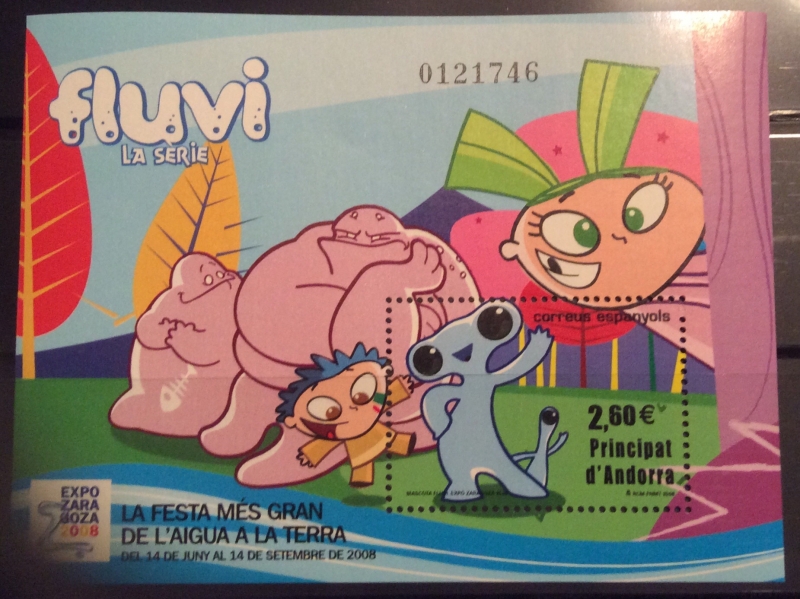 fluvi
LA SÈRIE
0121746
correus espanyols
2,60€
Principat
d'Andorra
EXPO
ZARA
GOZA
2008
LA FESTA MÉS GRAN
DE L'AIGUA A LA TERRA
DEL 14 DE JUNY AL 14 DE SETEMBRE DE 2008